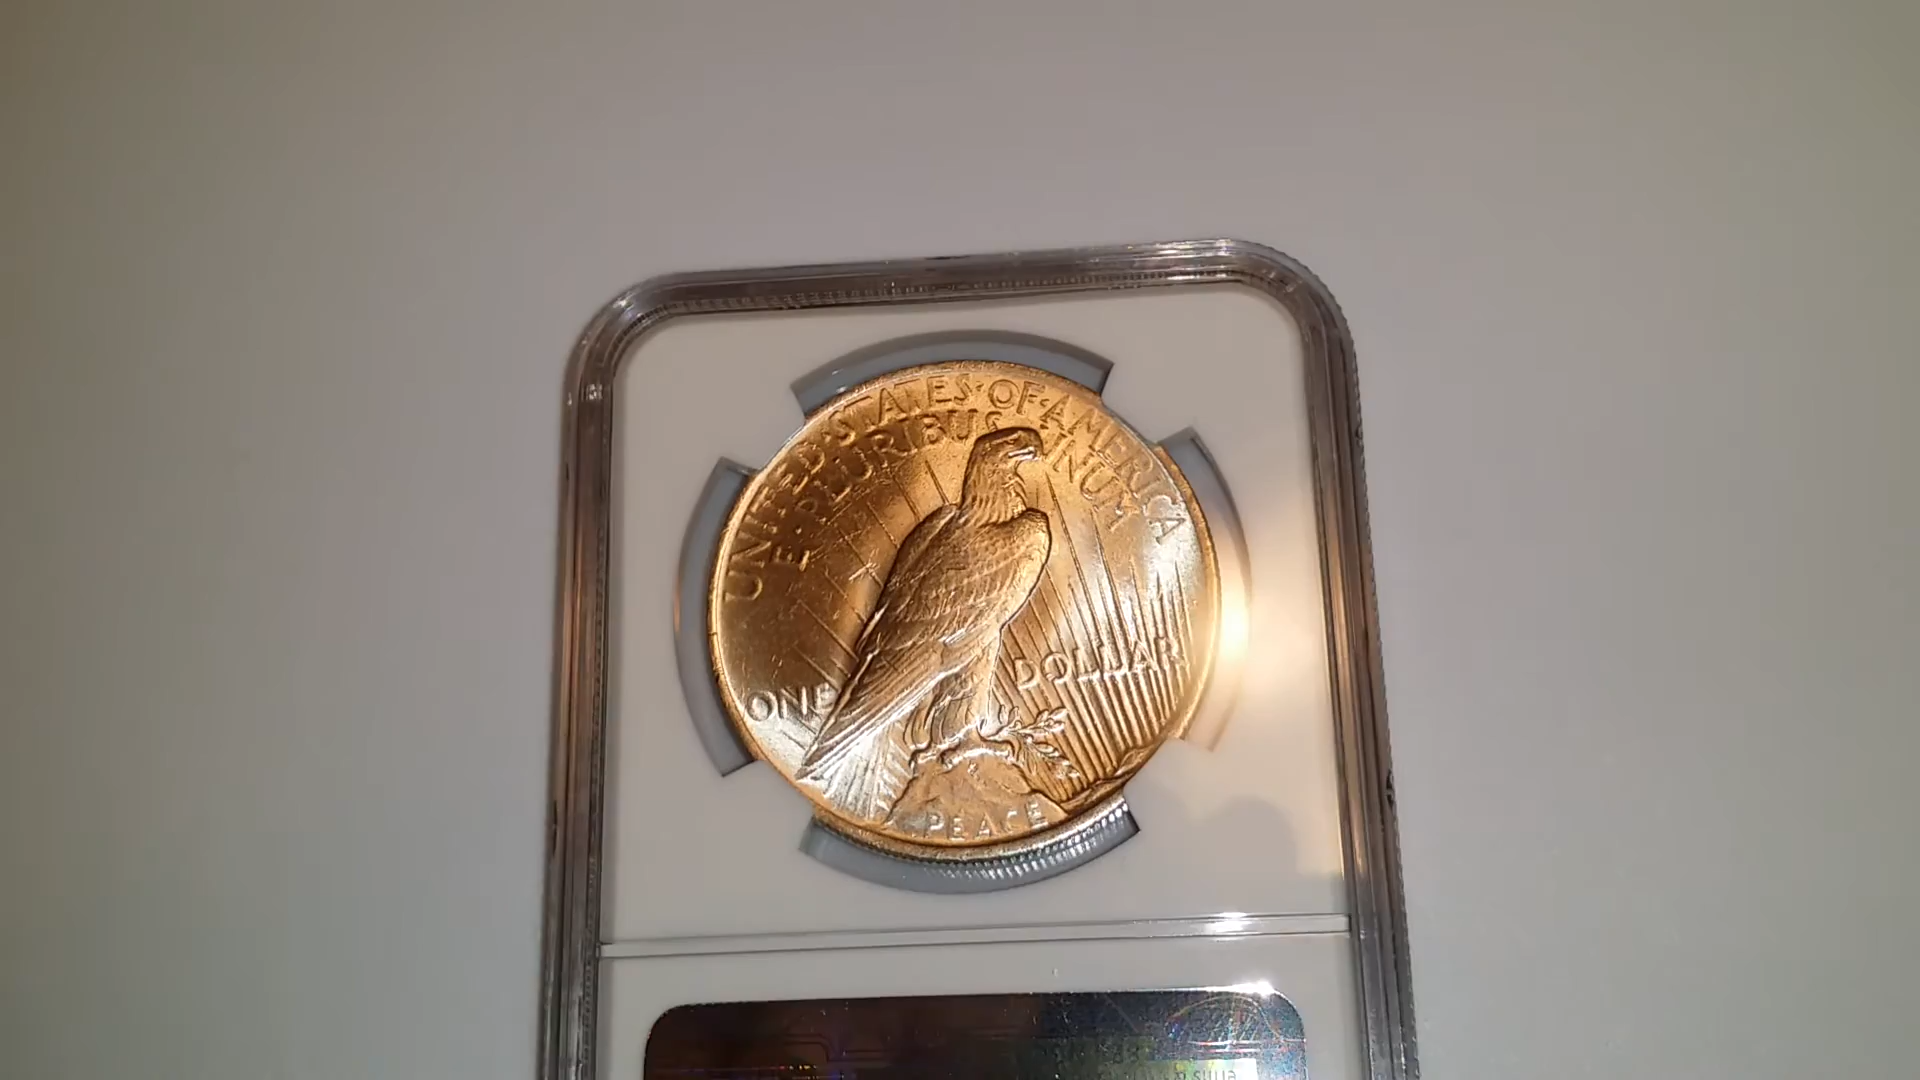 UNITED·STATES·OF·AMERICA
E·PLURIBUS UNUM
ONE DOLLAR
PEACE